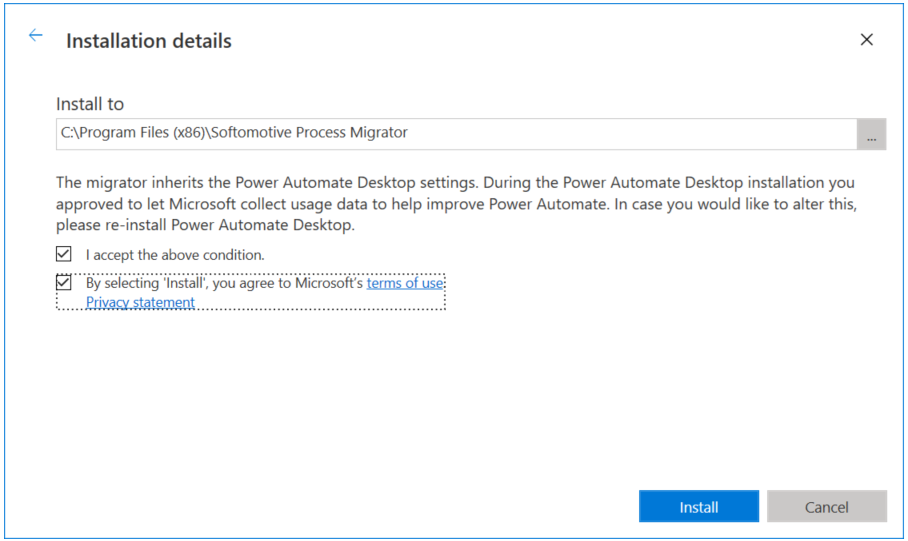 Installation details
Install to
C:\Program Files (x86)\Softomotive Process Migrator
...
The migrator inherits the Power Automate Desktop settings. During the Power Automate Desktop installation you
approved to let Microsoft collect usage data to help improve Power Automate. In case you would like to alter this,
please re-install Power Automate Desktop.
I accept the above condition.
By selecting 'Install', you agree to Microsoft's terms of use
Privacy statement
Install
Cancel